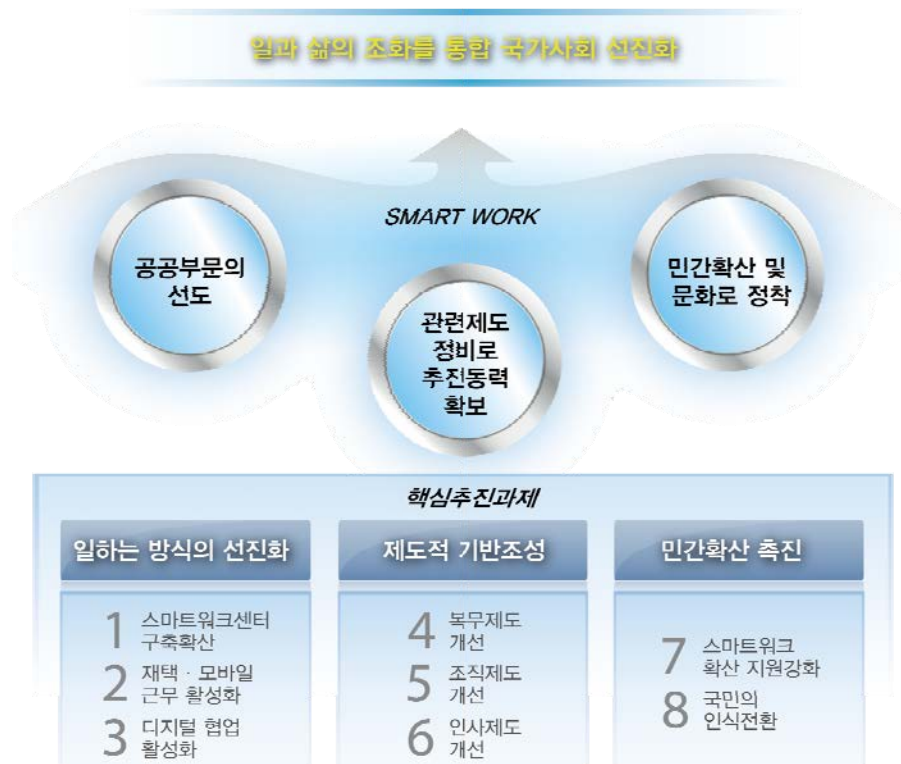 일과 삶의 조화를 통합 국가사회 선진화
SMART WORK
공공부문의
선도
관련제도
정비로
추진동력
확보
민간확산 및
문화로 정착
핵심추진과제
일하는 방식의 선진화
1 스마트워크센터
구축확산
2 재택 · 모바일
근무 활성화
3 디지털 협업
활성화
제도적 기반조성
4 복무제도
개선
5 조직제도
개선
6 인사제도
개선
민간확산 촉진
7 스마트워크
확산 지원강화
8 국민의
인식전환